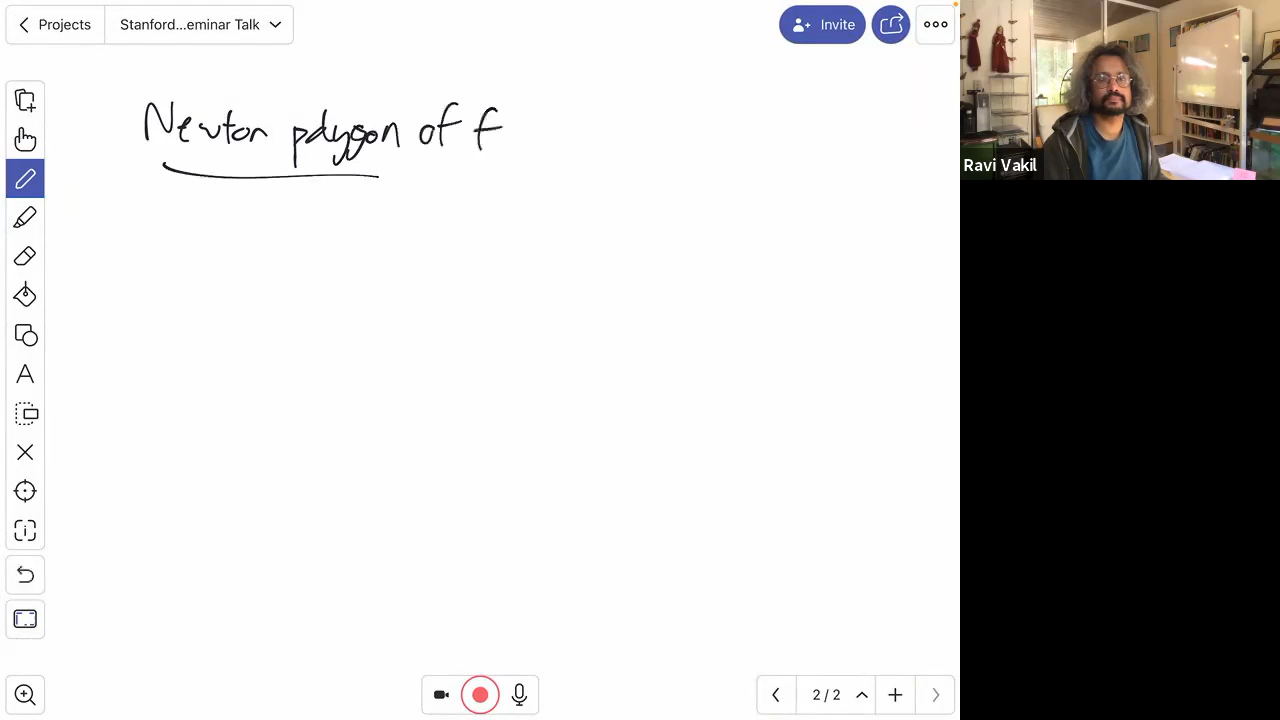 Projects
Stanford...eminar Talk
Invite
Newton polygon of f
Ravi Vakil
A
2 / 2